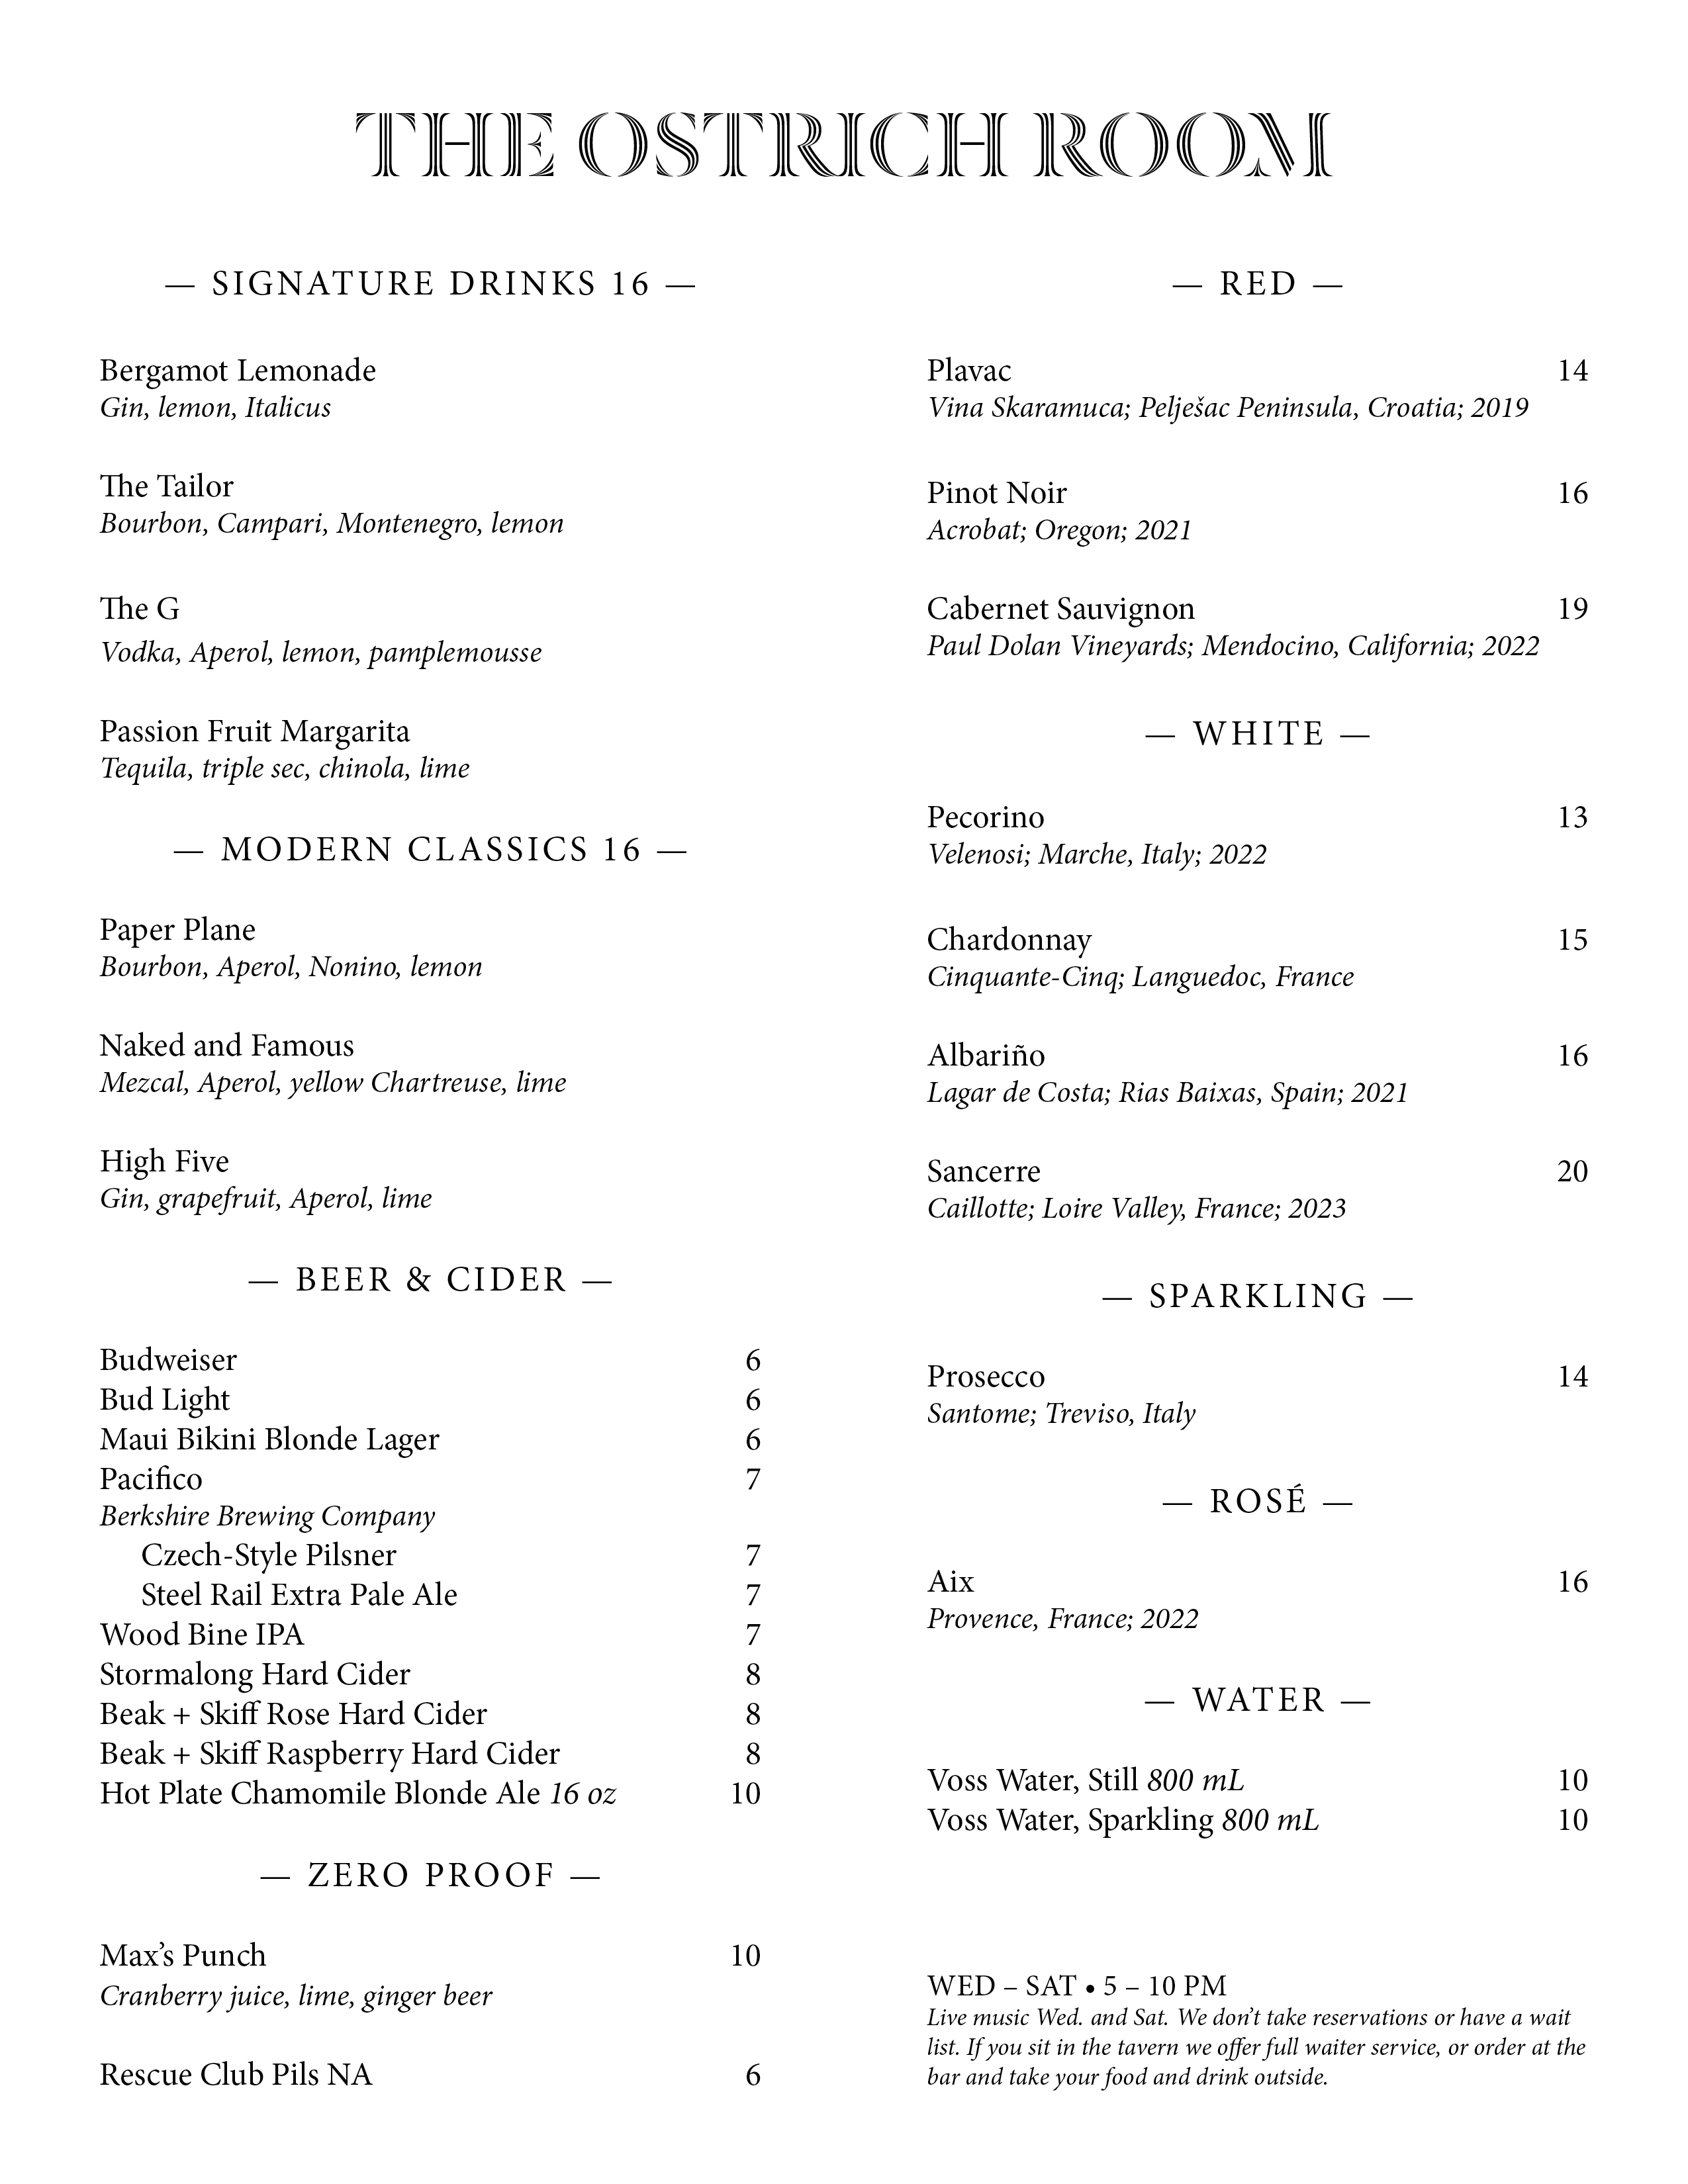 THE OSTRICH ROOM
— SIGNATURE DRINKS 16 —
Bergamot Lemonade
Gin, lemon, Italicus
The Tailor
Bourbon, Campari, Montenegro, lemon
The G
Vodka, Aperol, lemon, pamplemousse
Passion Fruit Margarita
Tequila, triple sec, chinola, lime
— MODERN CLASSICS 16 —
Paper Plane
Bourbon, Aperol, Nonino, lemon
Naked and Famous
Mezcal, Aperol, yellow Chartreuse, lime
High Five
Gin, grapefruit, Aperol, lime
— BEER & CIDER —
Budweiser 6
Bud Light 6
Maui Bikini Blonde Lager 6
Pacifico 7
Berkshire Brewing Company
Czech-Style Pilsner 7
Steel Rail Extra Pale Ale 7
Wood Bine IPA 7
Stormalong Hard Cider 8
Beak + Skiff Rose Hard Cider 8
Beak + Skiff Raspberry Hard Cider 8
Hot Plate Chamomile Blonde Ale 16 oz 10
— ZERO PROOF —
Max’s Punch 10
Cranberry juice, lime, ginger beer
Rescue Club Pils NA 6
— RED —
Plavac 14
Vina Skaramuca; Pelješac Peninsula, Croatia; 2019
Pinot Noir 16
Acrobat; Oregon; 2021
Cabernet Sauvignon 19
Paul Dolan Vineyards; Mendocino, California; 2022
— WHITE —
Pecorino 13
Velenosi; Marche, Italy; 2022
Chardonnay 15
Cinquante-Cinq; Languedoc, France
Albariño 16
Lagar de Costa; Rias Baixas, Spain; 2021
Sancerre 20
Caillotte; Loire Valley, France; 2023
— SPARKLING —
Prosecco 14
Santome; Treviso, Italy
— ROSÉ —
Aix 16
Provence, France; 2022
— WATER —
Voss Water, Still 800 mL 10
Voss Water, Sparkling 800 mL 10
WED – SAT • 5 – 10 PM
Live music Wed. and Sat. We don’t take reservations or have a wait
list. If you sit in the tavern we offer full waiter service, or order at the
bar and take your food and drink outside.